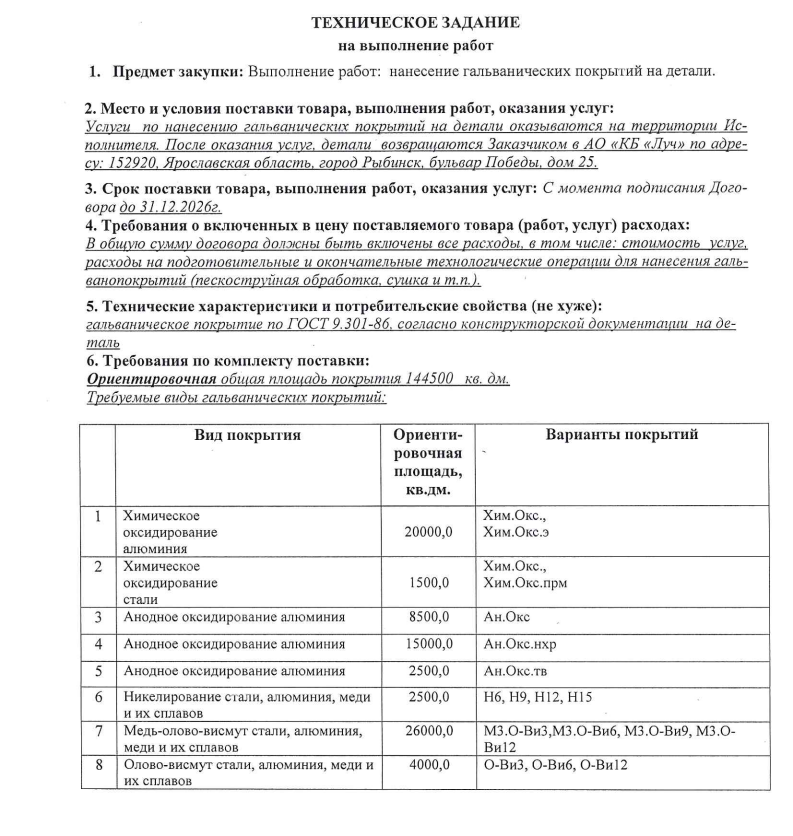 ТЕХНИЧЕСКОЕ ЗАДАНИЕ
на выполнение работ
1. Предмет закупки: Выполнение работ: нанесение гальванических покрытий на детали.
2. Место и условия поставки товара, выполнения работ, оказания услуг:
Услуги по нанесению гальванических покрытий на детали оказываются на территории Ис-
полнителя. После оказания услуг, детали возвращаются Заказчиком в АО «КБ «Луч» по адре-
су: 152920, Ярославская область, город Рыбинск, бульвар Победы, дом 25.
3. Срок поставки товара, выполнения работ, оказания услуг: С момента подписания Дого-
вора до 31.12.2026г.
4. Требования о включенных в цену поставляемого товара (работ, услуг) расходах:
В общую сумму договора должны быть включены все расходы, в том числе: стоимость услуг,
расходы на подготовительные и окончательные технологические операции для нанесения галь-
ванопокрытий (пескоструйная обработка, сушка и т.п.).
5. Технические характеристики и потребительские свойства (не хуже):
гальваническое покрытие по ГОСТ 9.301-86, согласно конструкторской документации на де-
таль
6. Требования по комплекту поставки:
Ориентировочная общая площадь покрытия 144500 кв. дм.
Требуемые виды гальванических покрытий:
Вид покрытия
Ориенти-
ровочная
площадь,
кв.дм.
Варианты покрытий
1
Химическое
оксидирование
алюминия
20000,0
Хим.Окс.,
Хим.Окс.э
2
Химическое
оксидирование
стали
1500,0
Хим.Окс.,
Хим.Окс.прм
3 Анодное оксидирование алюминия 8500,0 Ан.Окс
4 Анодное оксидирование алюминия 15000,0 Ан.Окс.нхр
5 Анодное оксидирование алюминия 2500,0 Ан.Окс.тв
6 Никелирование стали, алюминия, меди
и их сплавов
2500,0 Н6, Н9, Н12, Н15
7 Медь-олово-висмут стали, алюминия,
меди и их сплавов
26000,0
М3.О-Ви3,М3.О-Ви6, М3.О-Ви9, М3.О-
Ви12
8 Олово-висмут стали, алюминия, меди и
их сплавов
4000,0 О-Ви3, О-Ви6, О-Ви12